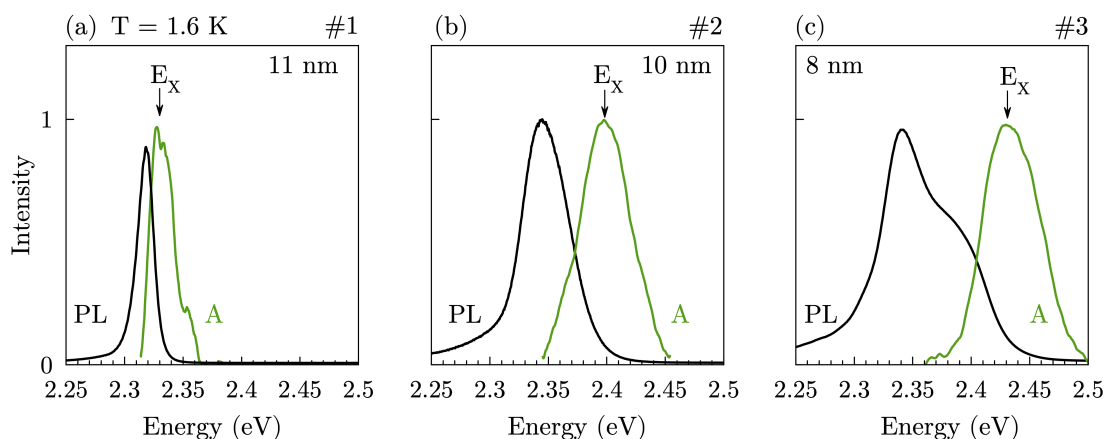 (a) T = 1.6 K #1
11 nm
E_X
1
0
Intensity
PL
A
2.25 2.3 2.35 2.4 2.45 2.5
Energy (eV)
(b) #2
10 nm
E_X
PL
A
2.25 2.3 2.35 2.4 2.45 2.5
Energy (eV)
(c) #3
8 nm
E_X
PL
A
2.25 2.3 2.35 2.4 2.45 2.5
Energy (eV)